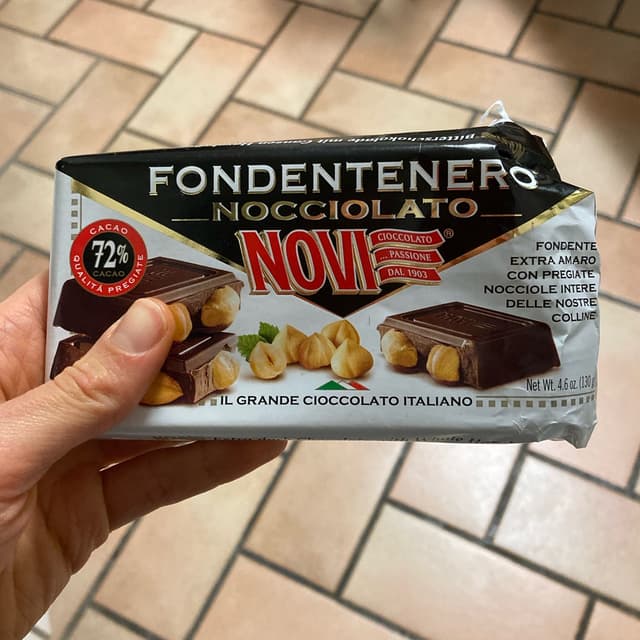 FONDENTENERO
NOCCIOLATO
NOVI®
CIOCCOLATO
... PASSIONE
DAL 1903
CACAO
72%
CACAO
QUALITÀ PREGIATE
FONDENTE
EXTRA AMARO
CON PREGIATE
NOCCIOLE INTERE
DELLE NOSTRE
COLLINE
Net Wt. 4.6 oz. (130 g
IL GRANDE CIOCCOLATO ITALIANO